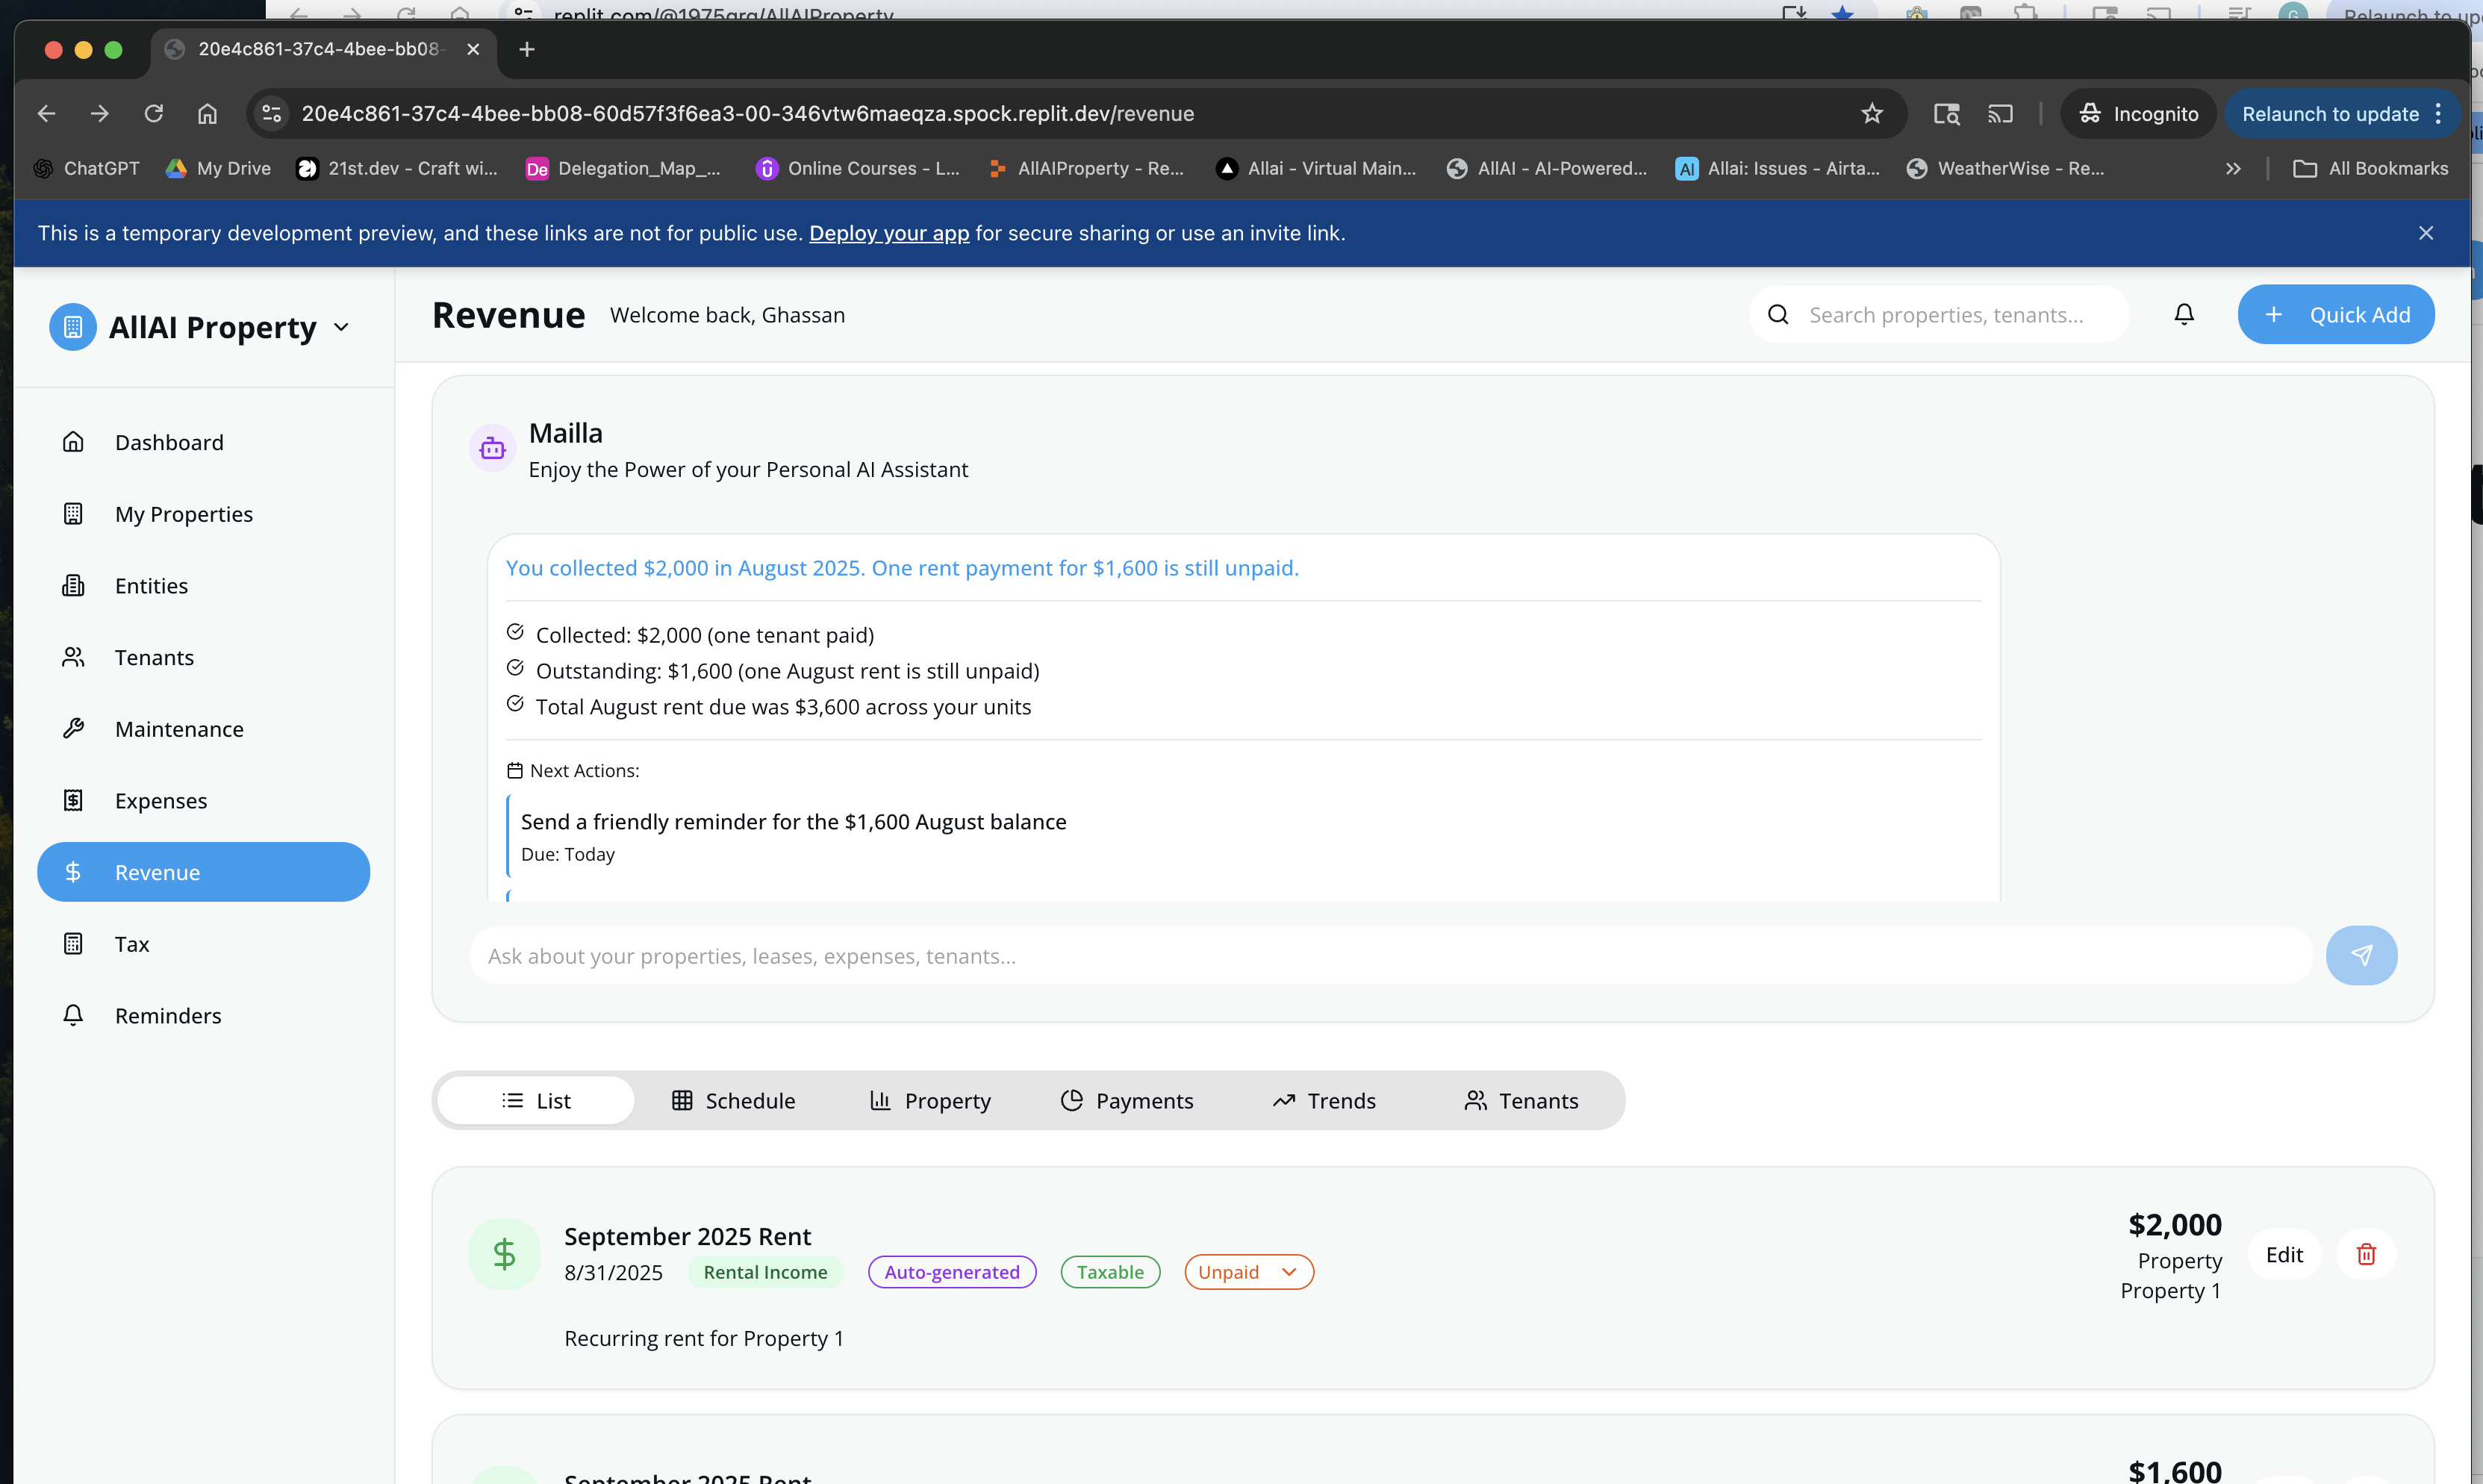 replit.com/@1975grg/AllAIProperty
Relaunch to
20e4c861-37c4-4bee-bb08-
20e4c861-37c4-4bee-bb08-60d57f3f6ea3-00-346vtw6maeqza.spock.replit.dev/revenue
Incognito
Relaunch to update
ChatGPT
My Drive
21st.dev - Craft wi...
De Delegation_Map_...
Online Courses - L...
AllAIProperty - Re...
Allai - Virtual Main...
AllAI - AI-Powered...
AI Allai: Issues - Airta...
WeatherWise - Re...
All Bookmarks
This is a temporary development preview, and these links are not for public use. Deploy your app for secure sharing or use an invite link.
AllAI Property
Revenue
Welcome back, Ghassan
Search properties, tenants...
Quick Add
Dashboard
My Properties
Entities
Tenants
Maintenance
Expenses
Revenue
Tax
Reminders
Mailla
Enjoy the Power of your Personal AI Assistant
You collected $2,000 in August 2025. One rent payment for $1,600 is still unpaid.
Collected: $2,000 (one tenant paid)
Outstanding: $1,600 (one August rent is still unpaid)
Total August rent due was $3,600 across your units
Next Actions:
Send a friendly reminder for the $1,600 August balance
Due: Today
Ask about your properties, leases, expenses, tenants...
List
Schedule
Property
Payments
Trends
Tenants
September 2025 Rent
8/31/2025
Rental Income
Auto-generated
Taxable
Unpaid
Recurring rent for Property 1
$2,000
Property
Property 1
Edit
September 2025 Rent
$1,600